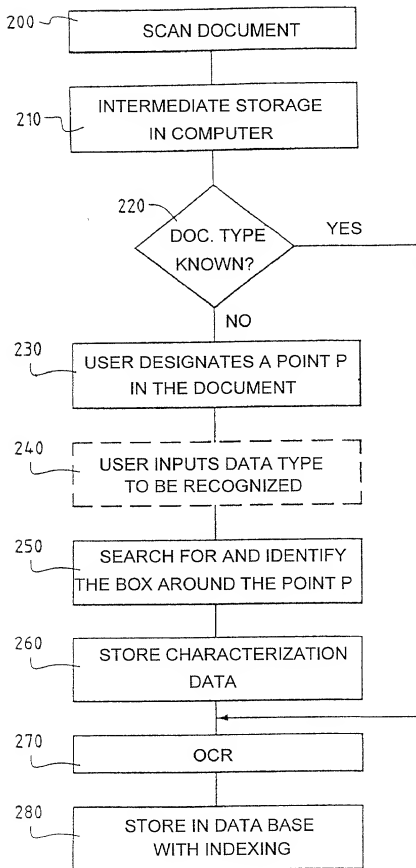 200
SCAN DOCUMENT
210
INTERMEDIATE STORAGE
IN COMPUTER
220
DOC. TYPE
KNOWN?
YES
NO
230
USER DESIGNATES A POINT P
IN THE DOCUMENT
240
USER INPUTS DATA TYPE
TO BE RECOGNIZED
250
SEARCH FOR AND IDENTIFY
THE BOX AROUND THE POINT P
260
STORE CHARACTERIZATION
DATA
270
OCR
280
STORE IN DATA BASE
WITH INDEXING